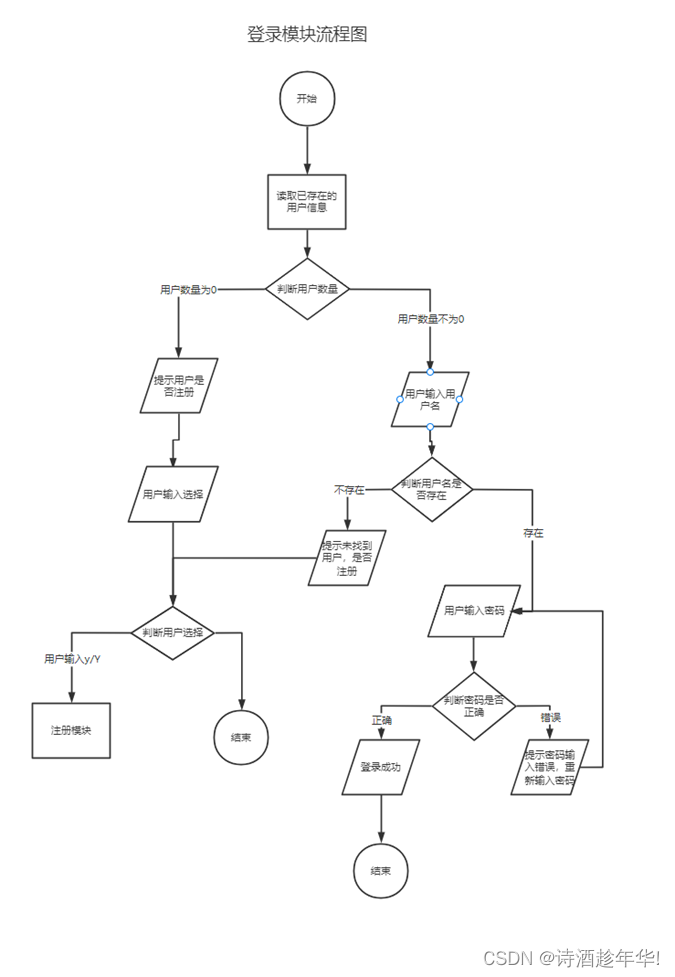 登录模块流程图
开始
读取已存在的
用户信息
判断用户数量
用户数量为0
用户数量不为0
提示用户是
否注册
用户输入用
户名
用户输入选择
判断用户名是
否存在
不存在
存在
提示未找到
用户，是否
注册
用户输入密码
判断用户选择
用户输入y/Y
注册模块
结束
判断密码是否
正确
正确
错误
登录成功
提示密码输
入错误，重
新输入密码
结束
CSDN @诗酒趁年华!